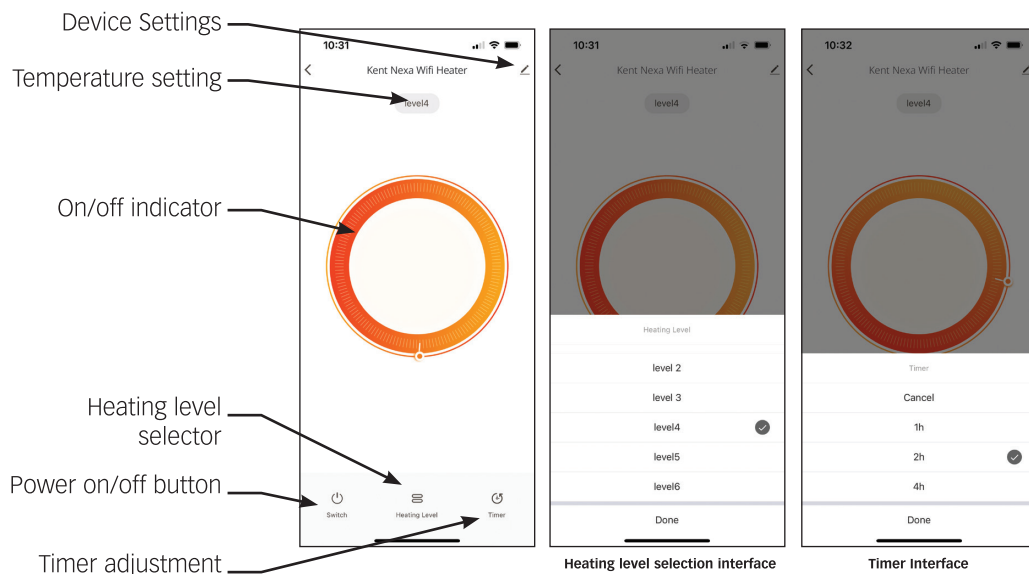 Device Settings
Temperature setting
On/off indicator
Heating level
selector
Power on/off button
Timer adjustment
10:31
Kent Nexa Wifi Heater
level4
Switch
Heating Level
Timer
10:31
Kent Nexa Wifi Heater
level4
Heating Level
level 2
level 3
level4
level5
level6
Done
Heating level selection interface
10:32
Kent Nexa Wifi Heater
level4
Timer
Cancel
1h
2h
4h
Done
Timer Interface